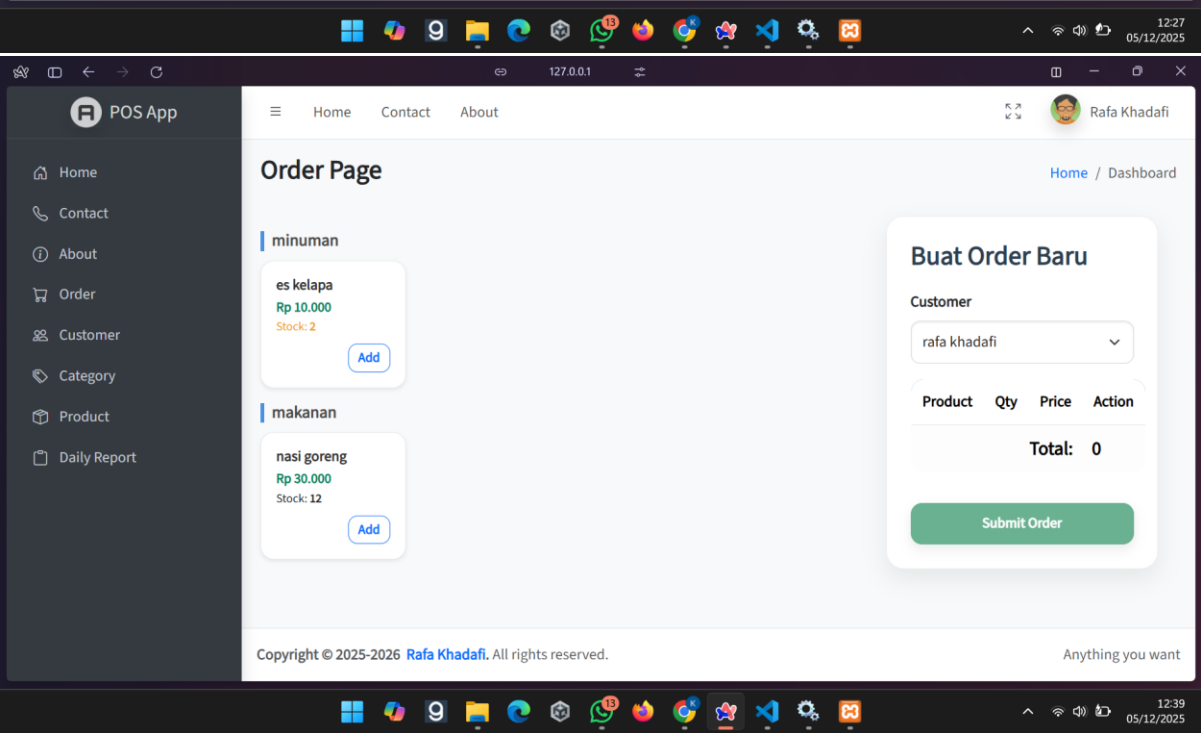 13
K
12:27
05/12/2025
127.0.0.1
POS App
Home
Contact
About
Rafa Khadafi
Home
Contact
About
Order
Customer
Category
Product
Daily Report
Order Page
Home / Dashboard
minuman
es kelapa
Rp 10.000
Stock: 2
Add
makanan
nasi goreng
Rp 30.000
Stock: 12
Add
Buat Order Baru
Customer
rafa khadafi
Product Qty Price Action
Total: 0
Submit Order
Copyright © 2025-2026 Rafa Khadafi. All rights reserved.
Anything you want
13
K
12:39
05/12/2025